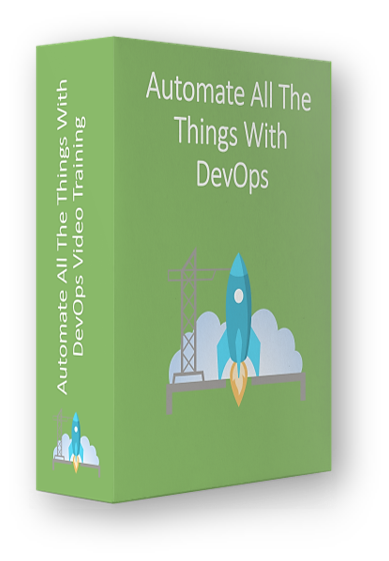 Automate All The
Things With
DevOps
Automate All The Things With
DevOps Video Training